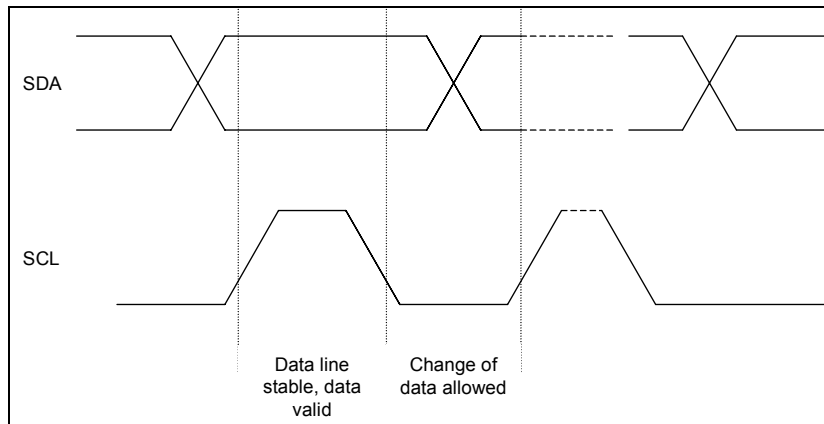 SDA
SCL
Data line
stable, data
valid
Change of
data allowed